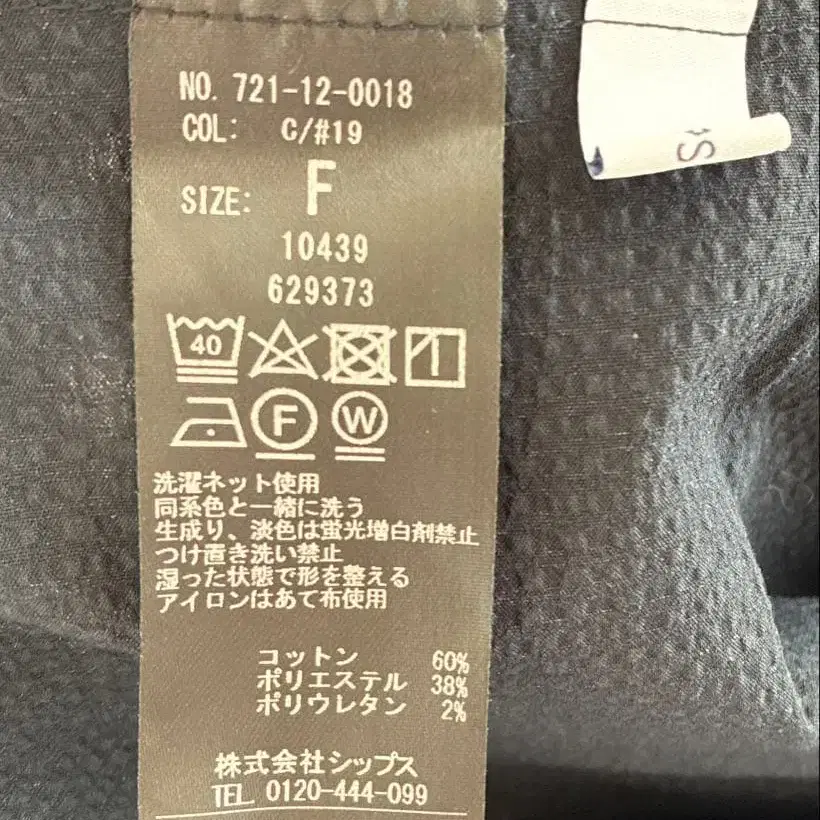 NO. 721-12-0018
COL: C/#19
SIZE: F
10439
629373
40
F W
洗濯ネット使用
同系色と一緒に洗う
生成り、淡色は蛍光増白剤禁止
つけ置き洗い禁止
湿った状態で形を整える
アイロンはあて布使用
コットン 60%
ポリエステル 38%
ポリウレタン 2%
株式会社シップス
TEL 0120-444-099